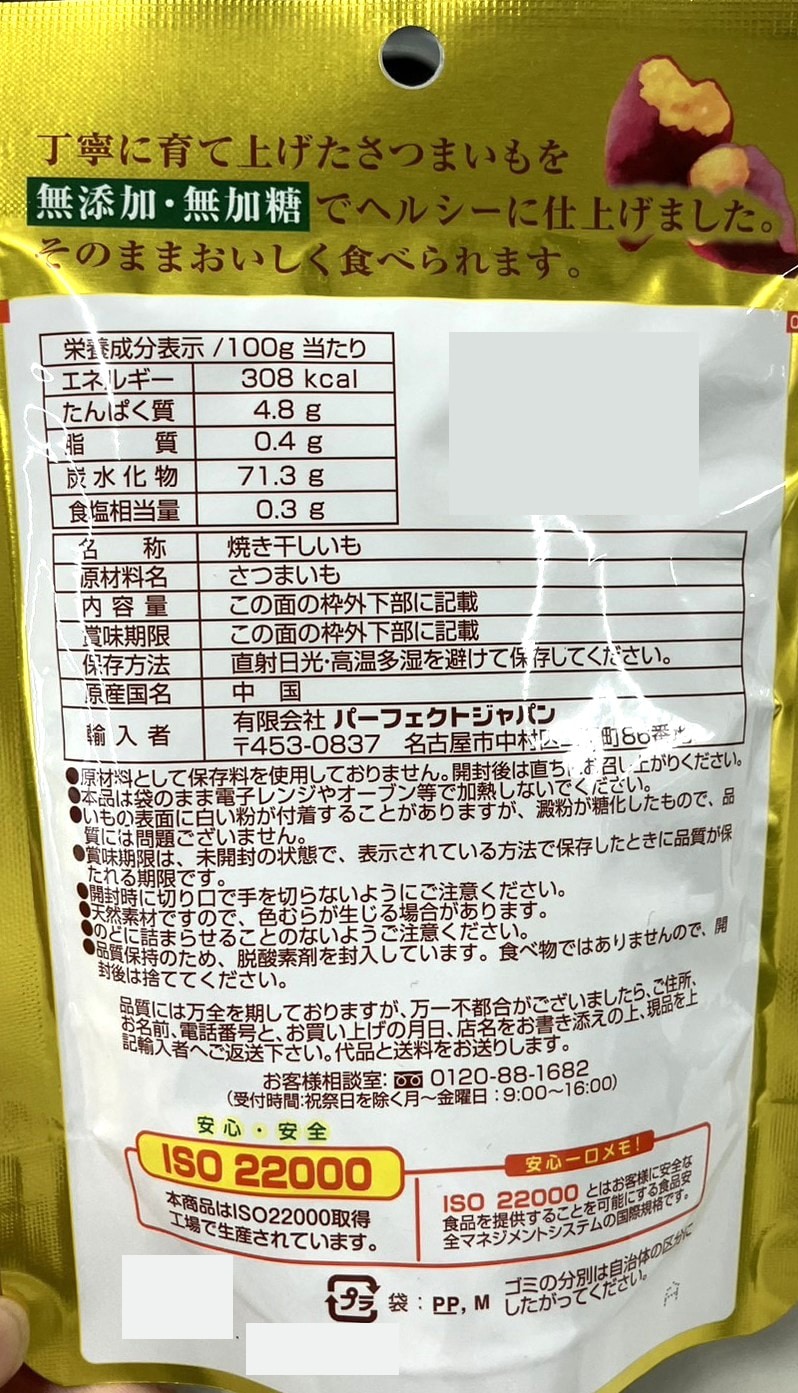 丁寧に育て上げたさつまいもを
無添加・無加糖でヘルシーに仕上げました。
そのままおいしく食べられます。
栄養成分表示 /100g 当たり
エネルギー 308 kcal
たんぱく質 4.8 g
脂 質 0.4 g
炭水化物 71.3 g
食塩相当量 0.3 g
名 称 焼き干しいも
原材料名 さつまいも
内容量 この面の枠外下部に記載
賞味期限 この面の枠外下部に記載
保存方法 直射日光・高温多湿を避けて保存してください。
原産国名 中 国
輸入者 有限会社 パーフェクトジャパン
〒453-0837 名古屋市中村区 町86番地
●原材料として保存料を使用しておりません。開封後は直ちにお召し上がりください。
●本品は袋のまま電子レンジやオーブン等で加熱しないでください。
●いもの表面に白い粉が付着することがありますが、澱粉が糖化したもので、品
質には問題ございません。
●賞味期限は、未開封の状態で、表示されている方法で保存したときに品質が保
たれる期限です。
●開封時に切り口で手を切らないようにご注意ください。
●天然素材ですので、色むらが生じる場合があります。
●のどに詰まらせることのないようご注意ください。
●品質保持のため、脱酸素剤を封入しています。食べ物ではありませんので、開
封後は捨ててください。
品質には万全を期しておりますが、万一不都合がございましたら、ご住所、
お名前、電話番号と、お買い上げの月日、店名をお書き添えの上、現品を上
記輸入者へご返送下さい。代品と送料をお送りします。
お客様相談室: 0120-88-1682
(受付時間:祝祭日を除く月〜金曜日:9:00〜16:00)
安心・安全
ISO 22000
本商品はISO22000取得
工場で生産されています。
安心一口メモ!
ISO 22000 とはお客様に安全な
食品を提供することを可能にする食品安
全マネジメントシステムの国際規格です。
プラ 袋:PP, M
ゴミの分別は自治体の区分に
したがってください。